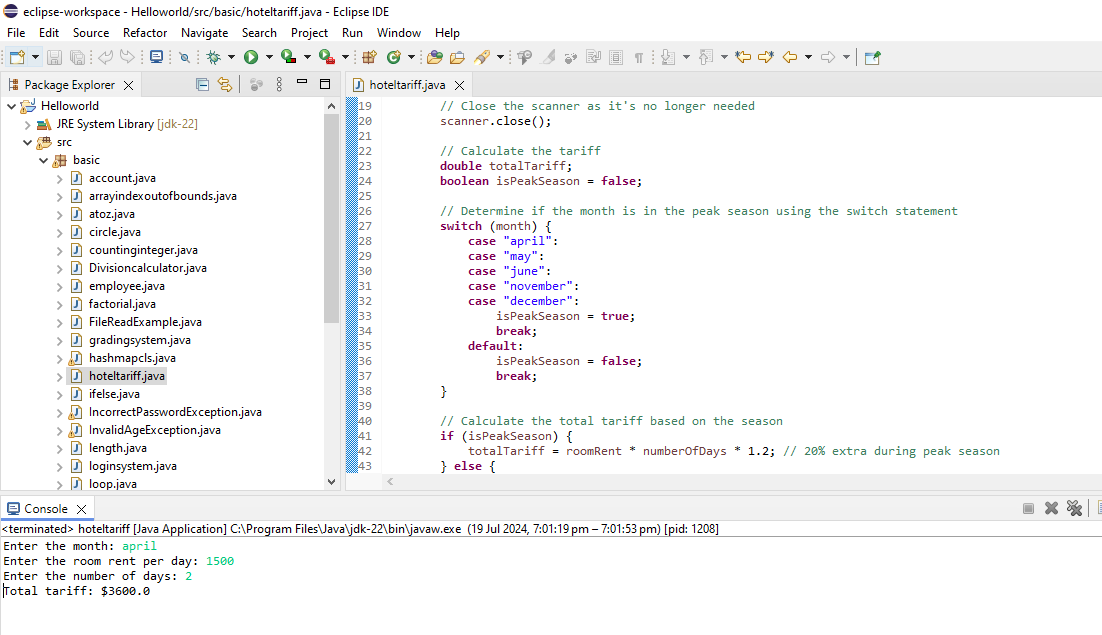 eclipse-workspace - Helloworld/src/basic/hoteltariff.java - Eclipse IDE
File Edit Source Refactor Navigate Search Project Run Window Help
Package Explorer
hoteltariff.java
Helloworld
JRE System Library [jdk-22]
src
basic
account.java
arrayindexoutofbounds.java
atoz.java
circle.java
countinginteger.java
Divisioncalculator.java
employee.java
factorial.java
FileReadExample.java
gradingsystem.java
hashmapcls.java
hoteltariff.java
ifelse.java
IncorrectPasswordException.java
InvalidAgeException.java
length.java
loginsystem.java
loop.java
19 // Close the scanner as it's no longer needed
20 scanner.close();
21
22 // Calculate the tariff
23 double totalTariff;
24 boolean isPeakSeason = false;
25
26 // Determine if the month is in the peak season using the switch statement
27 switch (month) {
28 case "april":
29 case "may":
30 case "june":
31 case "november":
32 case "december":
33 isPeakSeason = true;
34 break;
35 default:
36 isPeakSeason = false;
37 break;
38 }
39
40 // Calculate the total tariff based on the season
41 if (isPeakSeason) {
42 totalTariff = roomRent * numberOfDays * 1.2; // 20% extra during peak season
43 } else {
Console
<terminated> hoteltariff [Java Application] C:\Program Files\Java\jdk-22\bin\javaw.exe (19 Jul 2024, 7:01:19 pm – 7:01:53 pm) [pid: 1208]
Enter the month: april
Enter the room rent per day: 1500
Enter the number of days: 2
Total tariff: $3600.0